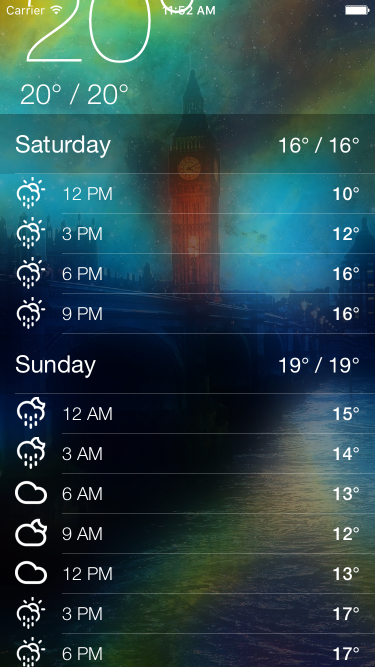 Carrier 11:52 AM
20°
20° / 20°
Saturday 16° / 16°
12 PM 10°
3 PM 12°
6 PM 16°
9 PM 16°
Sunday 19° / 19°
12 AM 15°
3 AM 14°
6 AM 13°
9 AM 12°
12 PM 13°
3 PM 17°
6 PM 17°